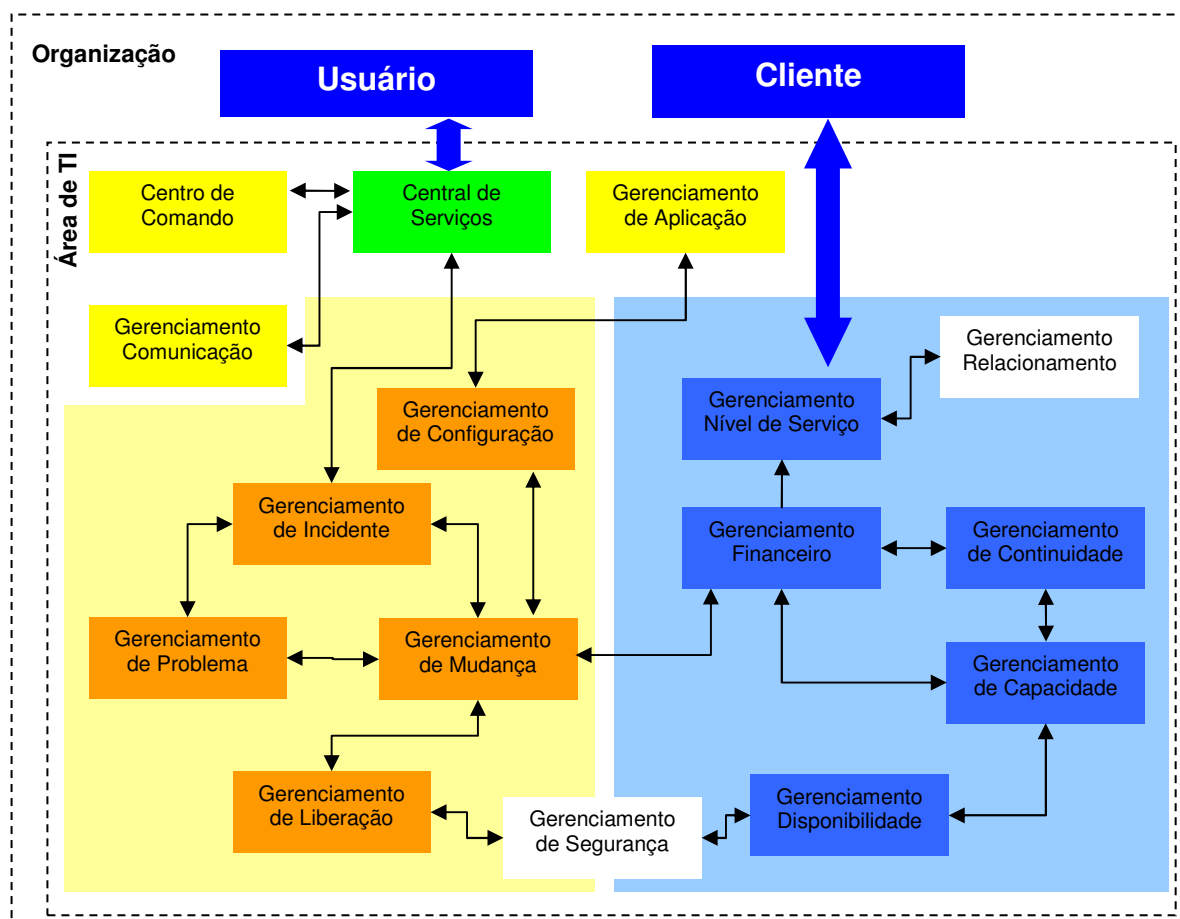 Organização
Usuário
Cliente
Área de TI
Centro de
Comando
Central de
Serviços
Gerenciamento
de Aplicação
Gerenciamento
Comunicação
Gerenciamento
Relacionamento
Gerenciamento
de Configuração
Gerenciamento
Nível de Serviço
Gerenciamento
de Incidente
Gerenciamento
Financeiro
Gerenciamento
de Continuidade
Gerenciamento
de Problema
Gerenciamento
de Mudança
Gerenciamento
de Capacidade
Gerenciamento
de Liberação
Gerenciamento
de Segurança
Gerenciamento
Disponibilidade